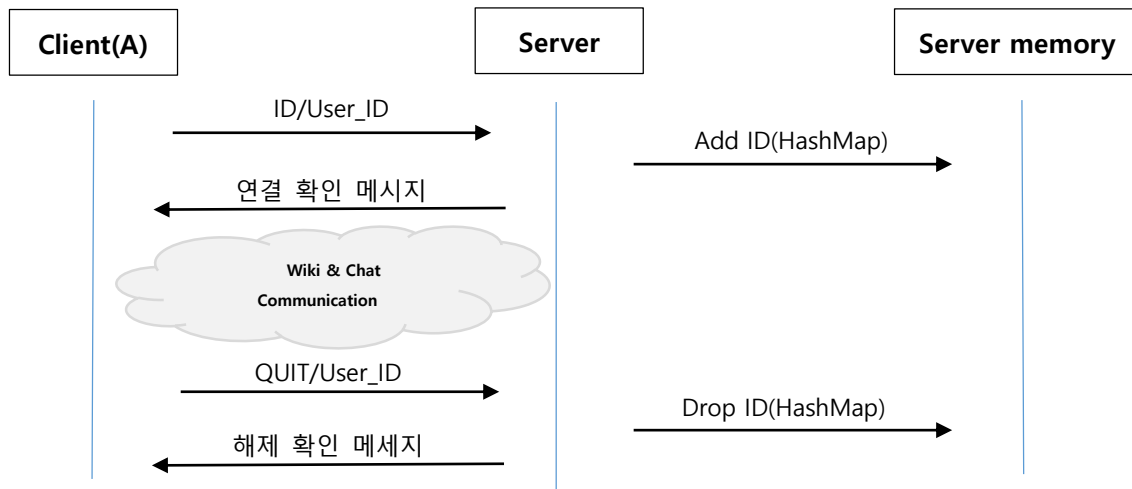 Client(A)
Server
Server memory
ID/User_ID
Add ID(HashMap)
연결 확인 메시지
Wiki & Chat
Communication
QUIT/User_ID
Drop ID(HashMap)
해제 확인 메세지